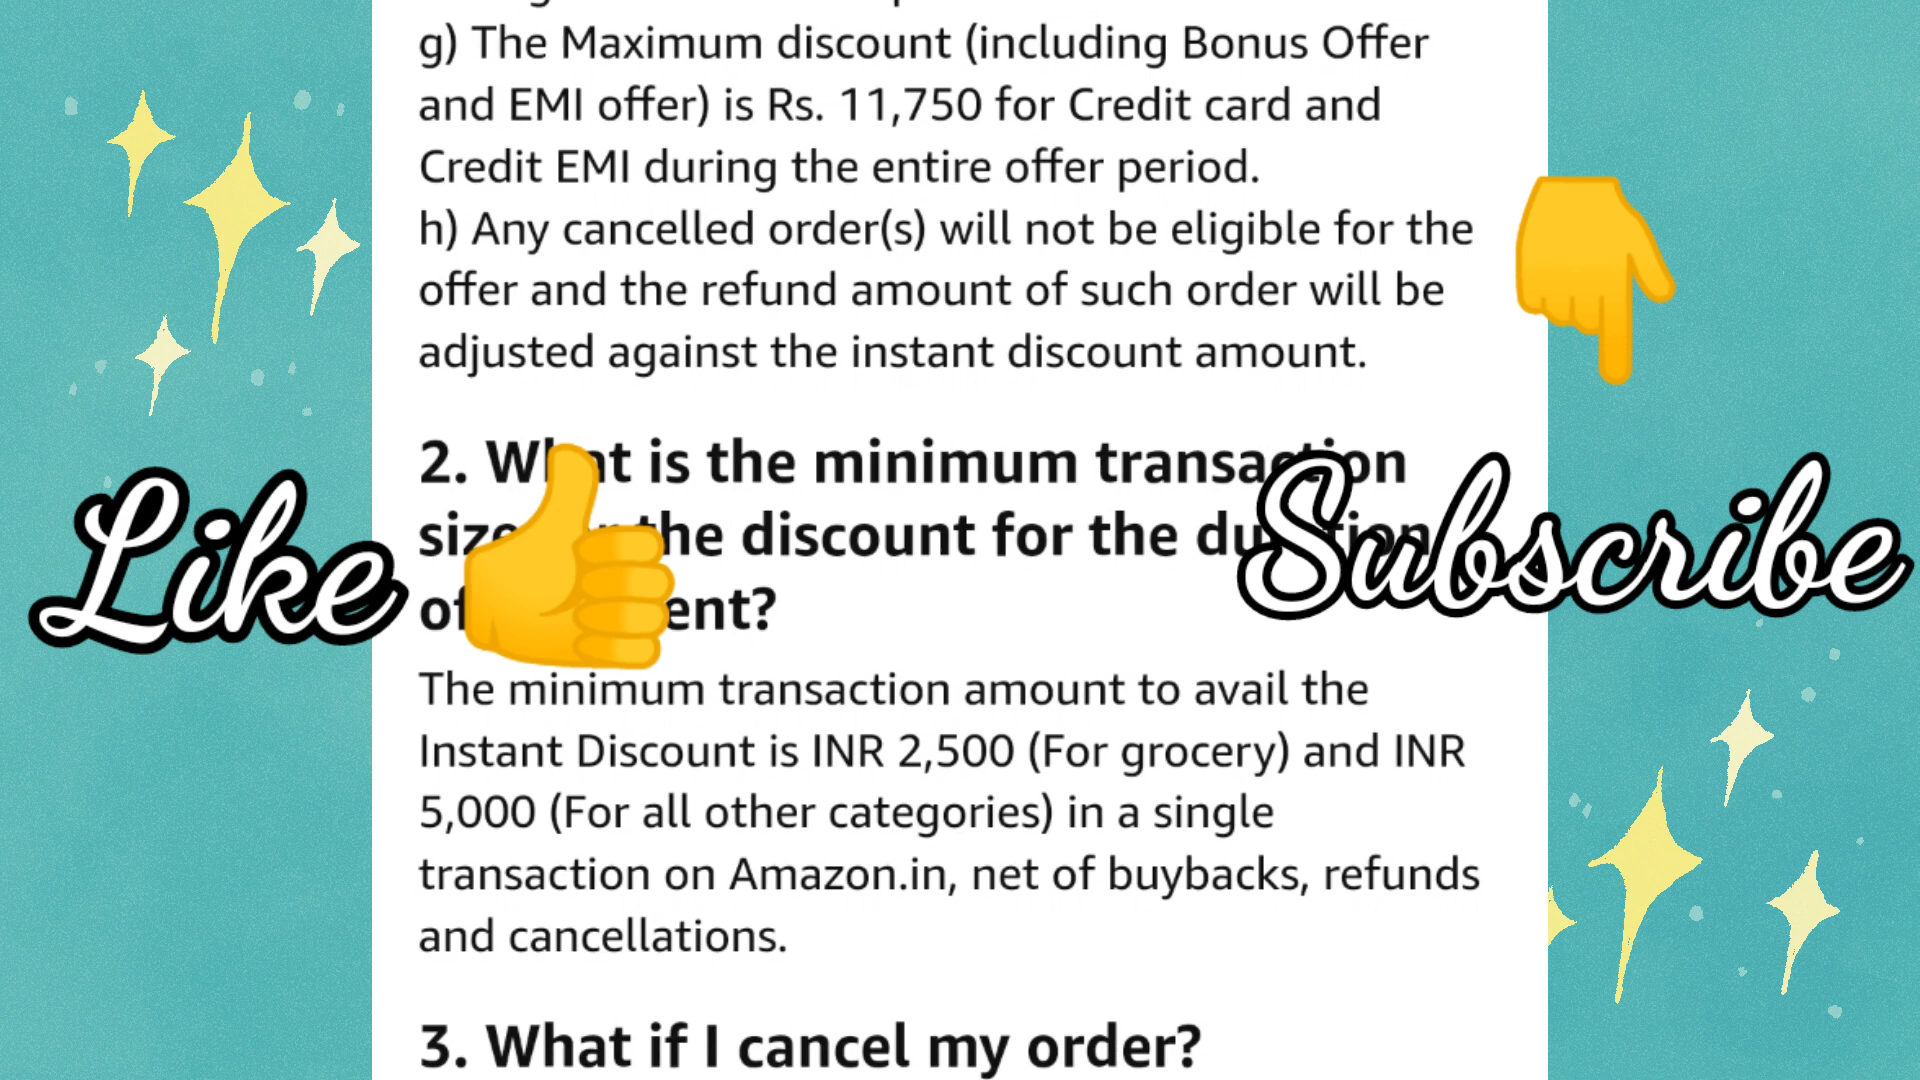 g) The Maximum discount (including Bonus Offer
and EMI offer) is Rs. 11,750 for Credit card and
Credit EMI during the entire offer period.
h) Any cancelled order(s) will not be eligible for the
offer and the refund amount of such order will be
adjusted against the instant discount amount.
2. What is the minimum transaction
the discount for the duration
The minimum transaction amount to avail the
Instant Discount is INR 2,500 (For grocery) and INR
5,000 (For all other categories) in a single
transaction on Amazon.in, net of buybacks, refunds
and cancellations.
3. What if I cancel my order?
Like
Subscribe